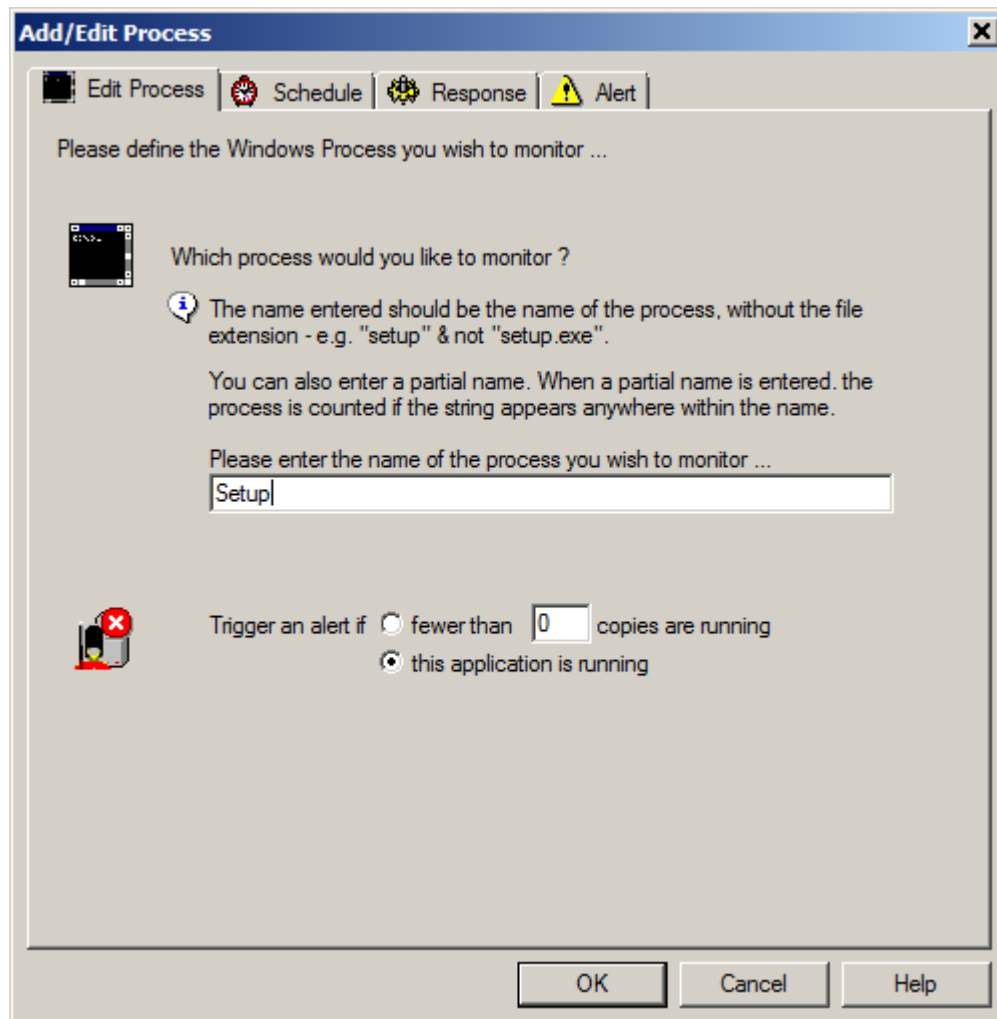 Add/Edit Process
Edit Process Schedule Response Alert
Please define the Windows Process you wish to monitor ...
Which process would you like to monitor ?
The name entered should be the name of the process, without the file
extension - e.g. "setup" & not "setup.exe".
You can also enter a partial name. When a partial name is entered. the
process is counted if the string appears anywhere within the name.
Please enter the name of the process you wish to monitor ...
Setup
Trigger an alert if fewer than 0 copies are running
this application is running
OK Cancel Help